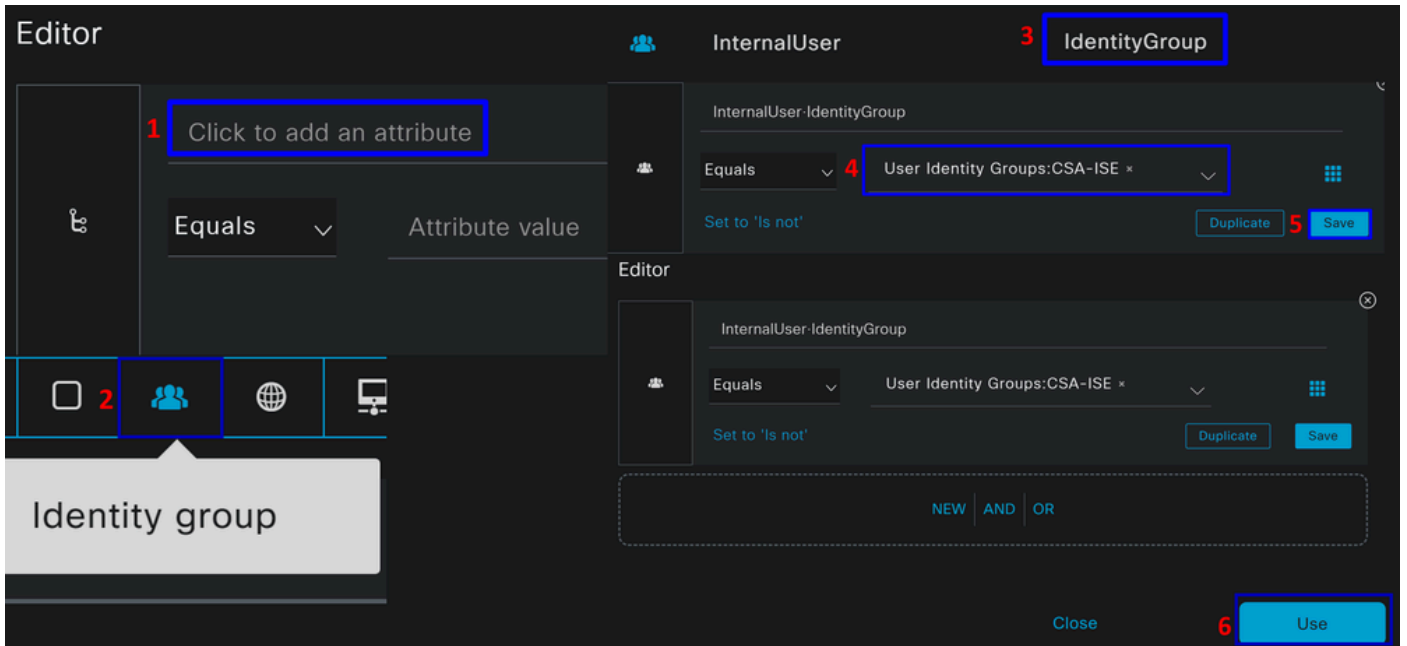 Editor
1 Click to add an attribute
Equals
Attribute value
2
Identity group
InternalUser
3 IdentityGroup
InternalUser·IdentityGroup
Equals
4 User Identity Groups:CSA-ISE ×
Set to 'Is not'
Duplicate
5 Save
Editor
InternalUser·IdentityGroup
Equals
User Identity Groups:CSA-ISE ×
Set to 'Is not'
Duplicate
Save
NEW AND OR
Close
6 Use